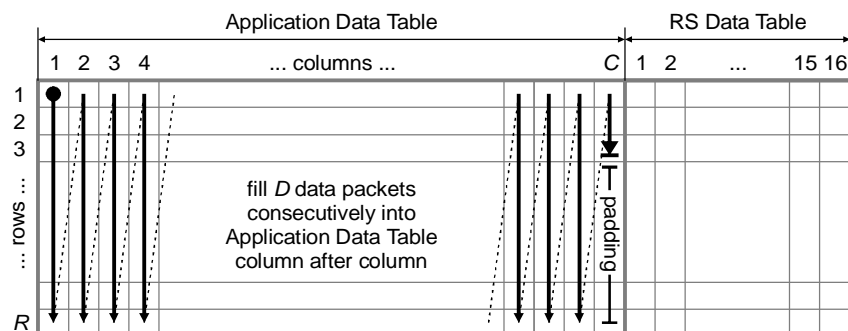 Application Data Table RS Data Table
1 2 3 4 ... columns ... C 1 2 ... 15 16
1
2
3
... rows ...
R
fill D data packets
consecutively into
Application Data Table
column after column
padding